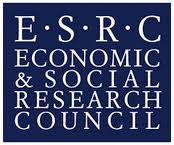 E·S·R·C
ECONOMIC
& SOCIAL
RESEARCH
COUNCIL